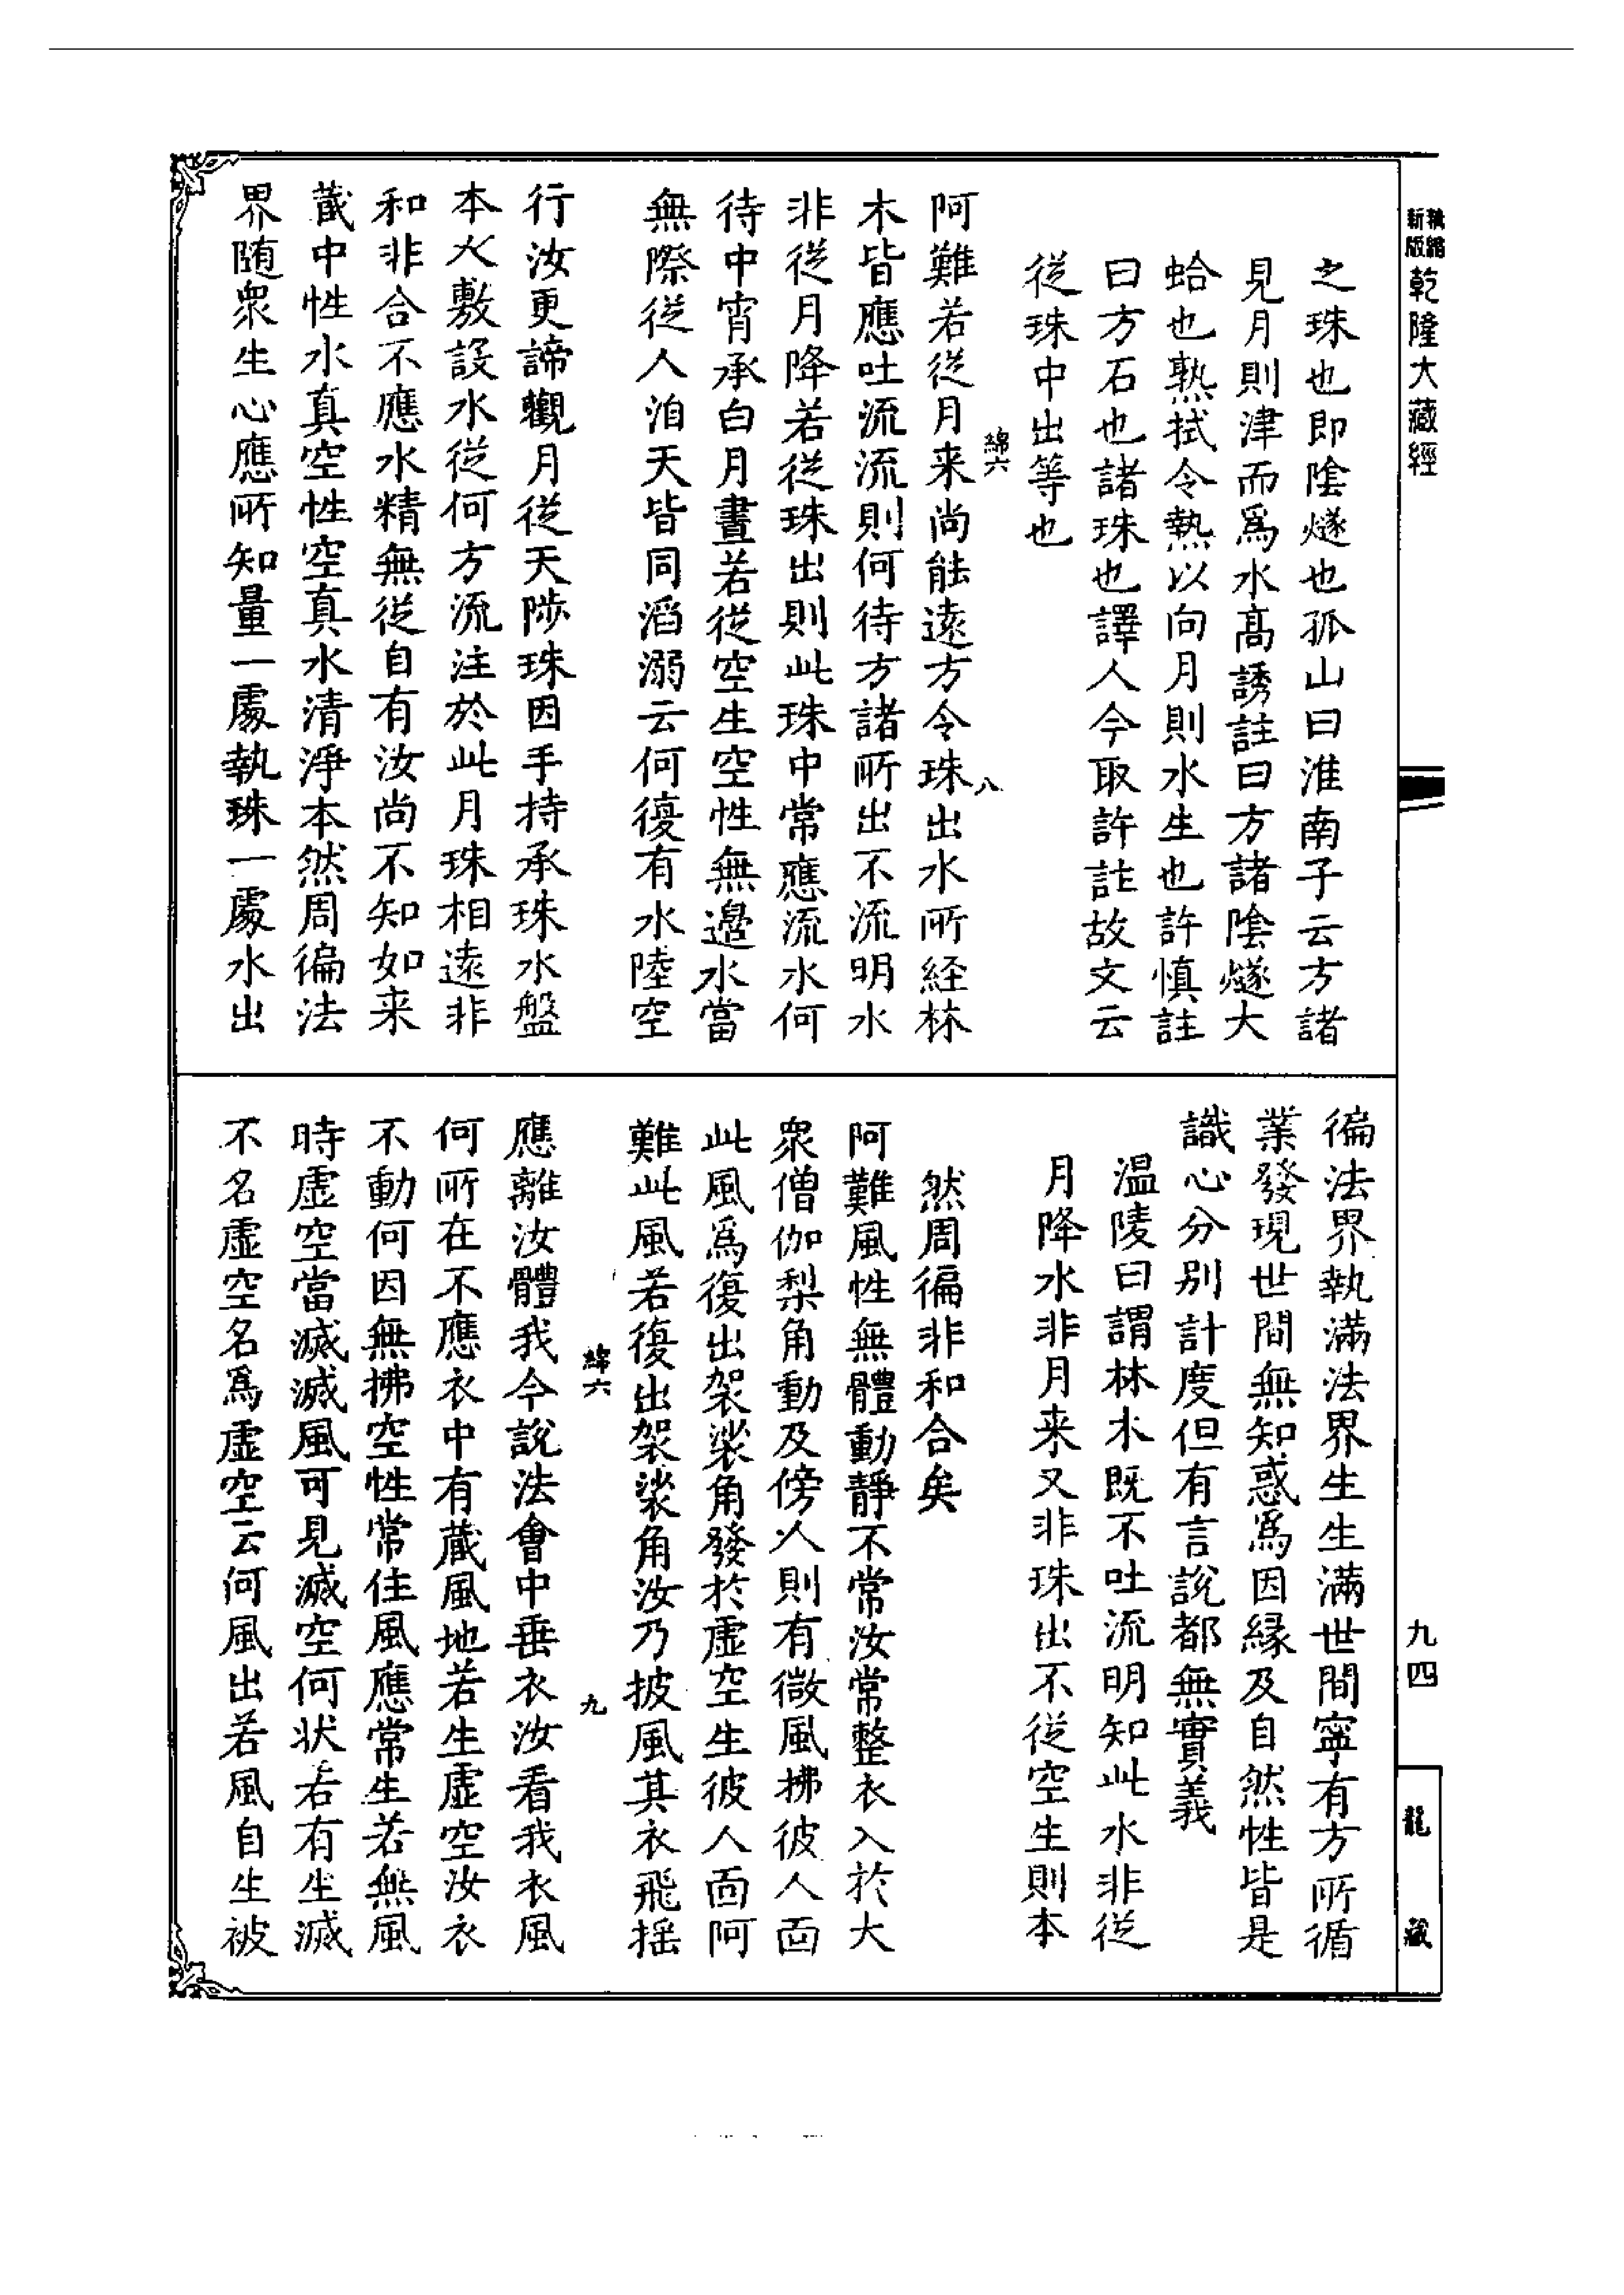 新版
乾隆大藏經
之珠也即陰燧也孤山曰淮南子云方諸
見月則津而為水高誘註曰方諸陰燧大
蛤也熟拭令熱以向月則水生也許慎註
曰方石也諸珠也譯人今取許註故文云
從珠中出等也
綿六
八
阿難若從月来尚能遠方令珠出水所経林
木皆應吐流流則何待方諸所出不流明水
非從月降若從珠出則此珠中常應流水何
待中宵承白月晝若從空生空性無邊水當
無際從人洎天皆同滔溺云何復有水陸空
行汝更諦觀月從天陟珠因手持承珠水盤
本人敷設水從何方流注於此月珠相遠非
和非合不應水精無從自有汝尚不知如来
蔵中性水真空性空真水清淨本然周徧法
界随衆生心應所知量一處執珠一處水出
徧法界執滿法界生生滿世間寧有方所循
業發現世間無知惑為因縁及自然性皆是
識心分別計度但有言說都無實義
温陵曰謂林木既不吐流明知此水非從
月降水非月来又非珠出不從空生則本
然周徧非和合矣
阿難風性無體動靜不常汝常整衣入於大
衆僧伽梨角動及傍人則有微風拂彼人面
此風為復出袈裟角發於虚空生彼人面阿
難此風若復出袈裟角汝乃披風其衣飛揺
綿六
九
應離汝體我今說法會中垂衣汝看我衣風
何所在不應衣中有蔵風地若生虚空汝衣
不動何因無拂空性常住風應常生若無風
時虚空當滅滅風可見滅空何状若有生滅
不名虚空名為虚空云何風出若風自生被
九四
龍藏